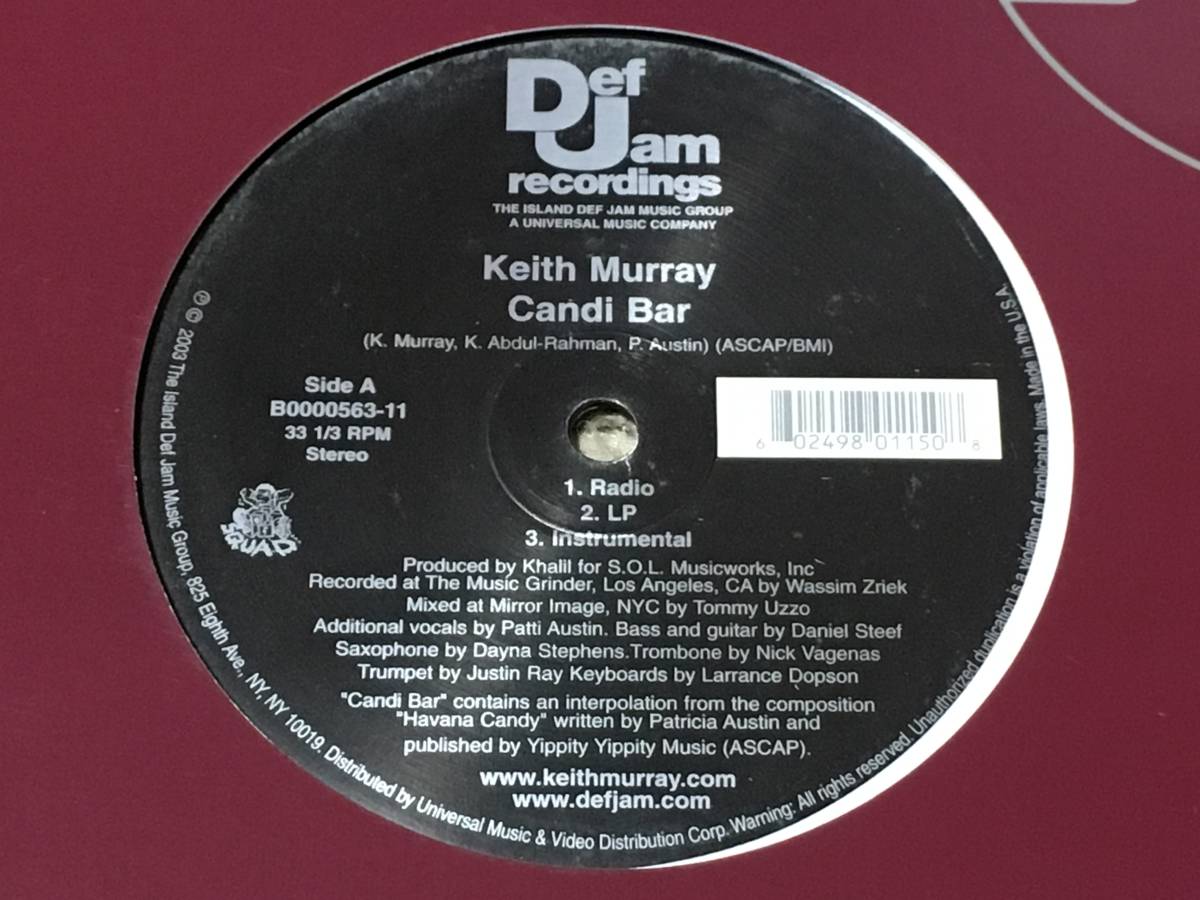 Def
Jam
recordings
THE ISLAND DEF JAM MUSIC GROUP
A UNIVERSAL MUSIC COMPANY
Keith Murray
Candi Bar
(K. Murray, K. Abdul-Rahman, P. Austin) (ASCAP/BMI)
Side A
B0000563-11
33 1/3 RPM
Stereo
6 02498 01150 8
SQUAD
1. Radio
2. LP
3. Instrumental
Produced by Khalil for S.O.L. Musicworks, Inc
Recorded at The Music Grinder, Los Angeles, CA by Wassim Zriek
Mixed at Mirror Image, NYC by Tommy Uzzo
Additional vocals by Patti Austin. Bass and guitar by Daniel Steef
Saxophone by Dayna Stephens.Trombone by Nick Vagenas
Trumpet by Justin Ray Keyboards by Larrance Dopson
"Candi Bar" contains an interpolation from the composition
"Havana Candy" written by Patricia Austin and
published by Yippity Yippity Music (ASCAP).
www.keithmurray.com
www.defjam.com
℗ © 2003 The Island Def Jam Music Group, 825 Eighth Ave., NY, NY 10019. Distributed by Universal Music & Video Distribution Corp. Warning: All rights reserved. Unauthorized duplication is a violation of applicable laws. Made in the U.S.A.